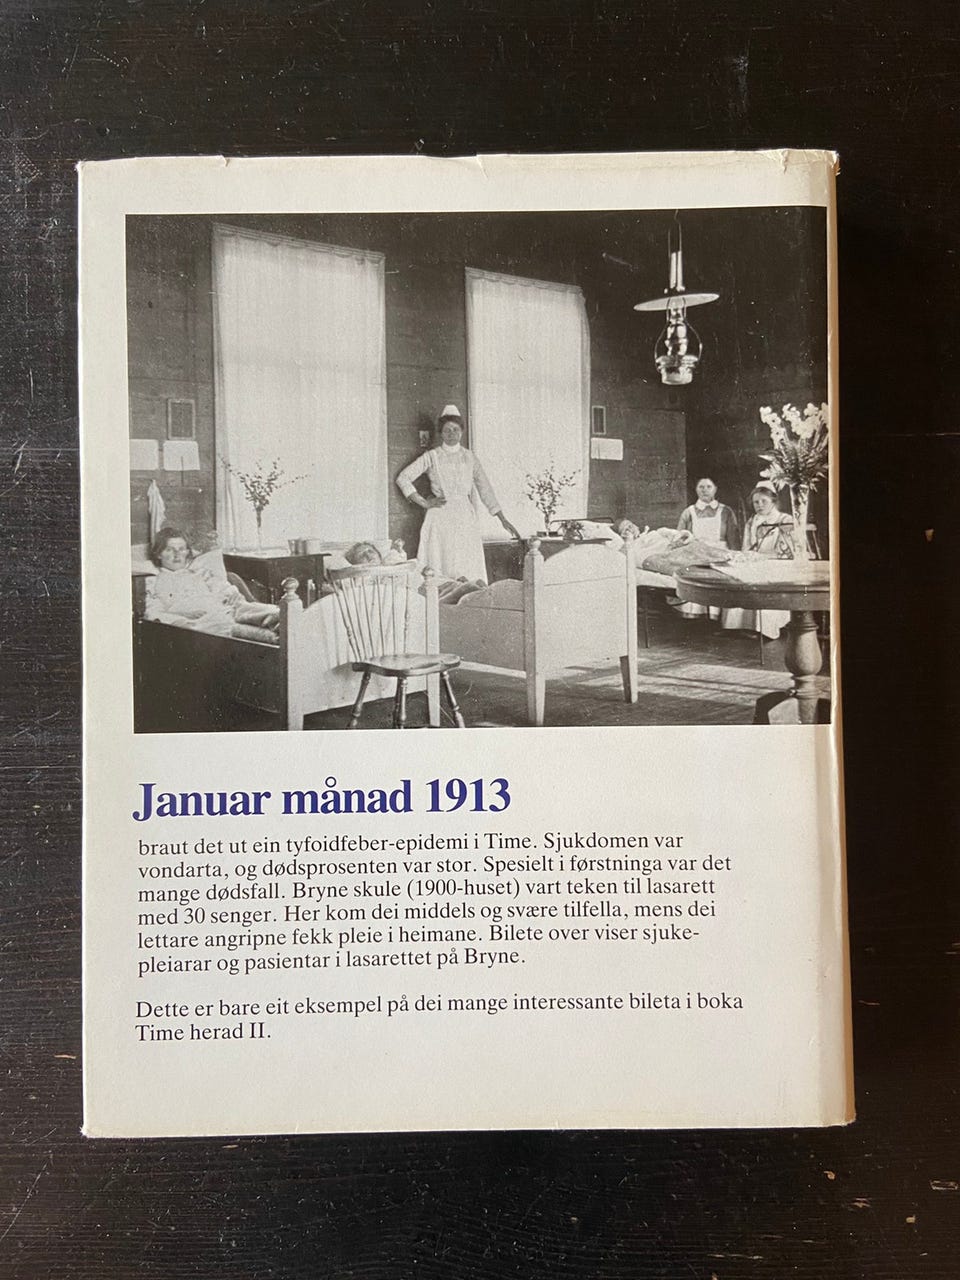 Januar månad 1913
braut det ut ein tyfoidfeber-epidemi i Time. Sjukdomen var
vondarta, og dødsprosenten var stor. Spesielt i førstninga var det
mange dødsfall. Bryne skule (1900-huset) vart teken til lasarett
med 30 senger. Her kom dei middels og svære tilfella, mens dei
lettare angripne fekk pleie i heimane. Bilete over viser sjuke-
pleiarar og pasientar i lasarettet på Bryne.
Dette er bare eit eksempel på dei mange interessante bileta i boka
Time herad II.